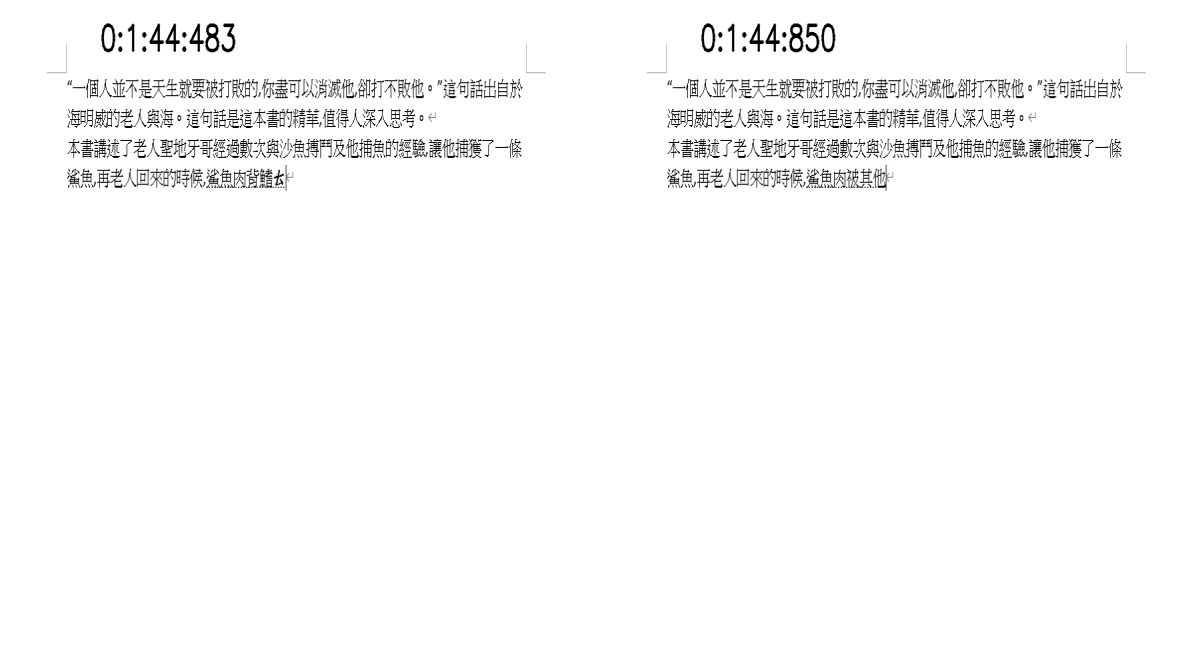 0:1:44:483
“一個人並不是天生就要被打敗的,你盡可以消滅他,卻打不敗他。”這句話出自於
海明威的老人與海。這句話是這本書的精華,值得人深入思考。↵
本書講述了老人聖地牙哥經過數次與沙魚搏鬥及他捕魚的經驗,讓他捕獲了一條
鯊魚,再老人回來的時候,鯊魚肉背鰭ㄊ↵
0:1:44:850
“一個人並不是天生就要被打敗的,你盡可以消滅他,卻打不敗他。”這句話出自於
海明威的老人與海。這句話是這本書的精華,值得人深入思考。↵
本書講述了老人聖地牙哥經過數次與沙魚搏鬥及他捕魚的經驗,讓他捕獲了一條
鯊魚,再老人回來的時候,鯊魚肉被其他↵